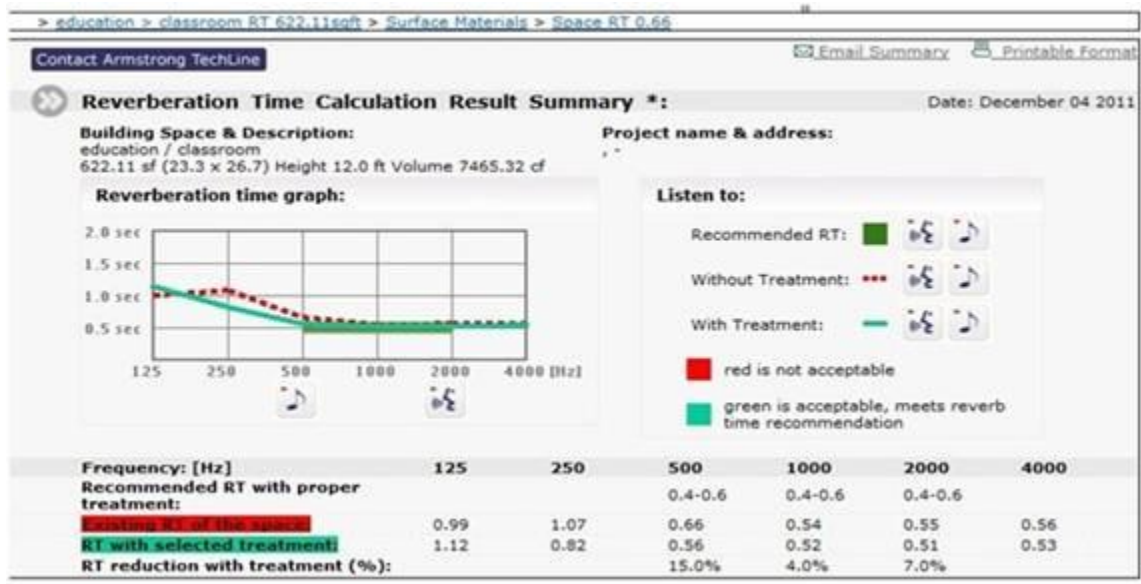 > education > classroom RT 622.11sqft > Surface Materials > Space RT 0.66
Contact Armstrong TechLine
Email Summary Printable Format
Reverberation Time Calculation Result Summary *: Date: December 04 2011
Building Space & Description: Project name & address:
education / classroom , -
622.11 sf (23.3 x 26.7) Height 12.0 ft Volume 7465.32 cf
Reverberation time graph: Listen to:
2.0 sec
1.5 sec
1.0 sec
0.5 sec
125 250 500 1000 2000 4000 [Hz]
Recommended RT:
Without Treatment:
With Treatment:
red is not acceptable
green is acceptable, meets reverb
time recommendation
Frequency: [Hz] 125 250 500 1000 2000 4000
Recommended RT with proper
treatment: 0.4-0.6 0.4-0.6 0.4-0.6
Existing RT of the space: 0.99 1.07 0.66 0.54 0.55 0.56
RT with selected treatment: 1.12 0.82 0.56 0.52 0.51 0.53
RT reduction with treatment (%): 15.0% 4.0% 7.0%